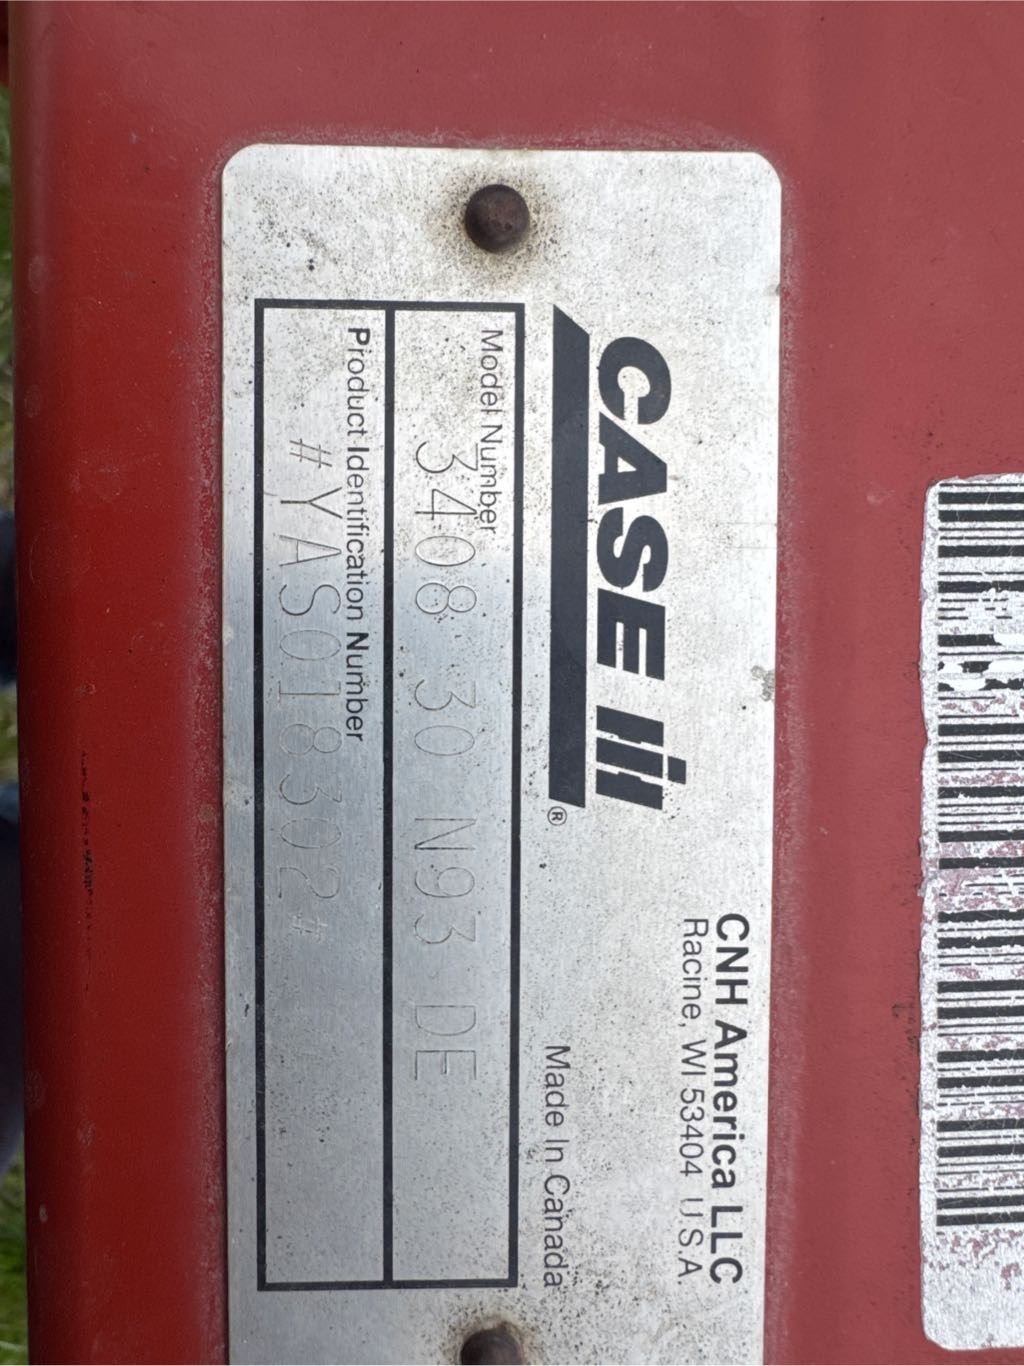 CASE IH®
CNH America LLC
Racine, WI 53404 U.S.A.
Made In Canada
Model Number
3408 30 N93 DE
Product Identification Number
#YAS018302#